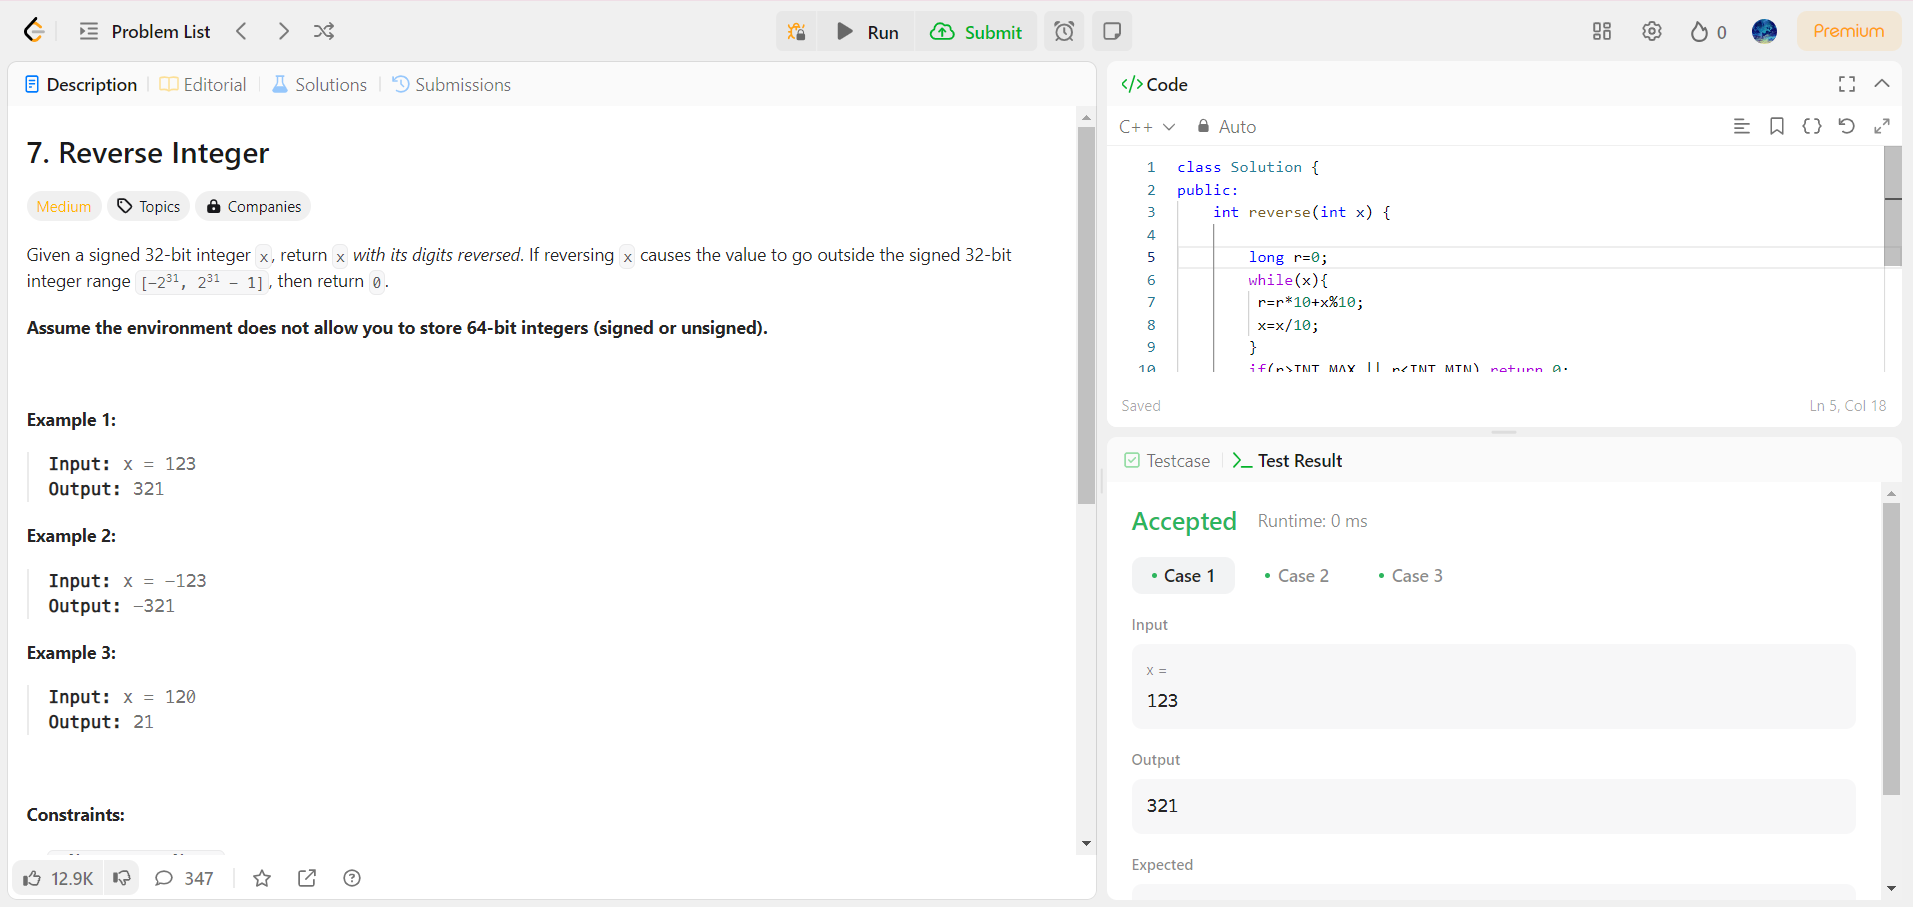 Problem List
Run
Submit
0
Premium
Description
Editorial
Solutions
Submissions
7. Reverse Integer
Medium
Topics
Companies
Given a signed 32-bit integer x, return x with its digits reversed. If reversing x causes the value to go outside the signed 32-bit
integer range [-2³¹, 2³¹ - 1], then return 0.
Assume the environment does not allow you to store 64-bit integers (signed or unsigned).
Example 1:
Input: x = 123
Output: 321
Example 2:
Input: x = -123
Output: -321
Example 3:
Input: x = 120
Output: 21
Constraints:
12.9K
347
</> Code
C++
Auto
1 class Solution {
2 public:
3 int reverse(int x) {
4
5 long r=0;
6 while(x){
7 r=r*10+x%10;
8 x=x/10;
9 }
10 if(r>INT_MAX || r<INT_MIN) return 0;
Saved
Ln 5, Col 18
Testcase
Test Result
Accepted
Runtime: 0 ms
• Case 1
• Case 2
• Case 3
Input
x =
123
Output
321
Expected